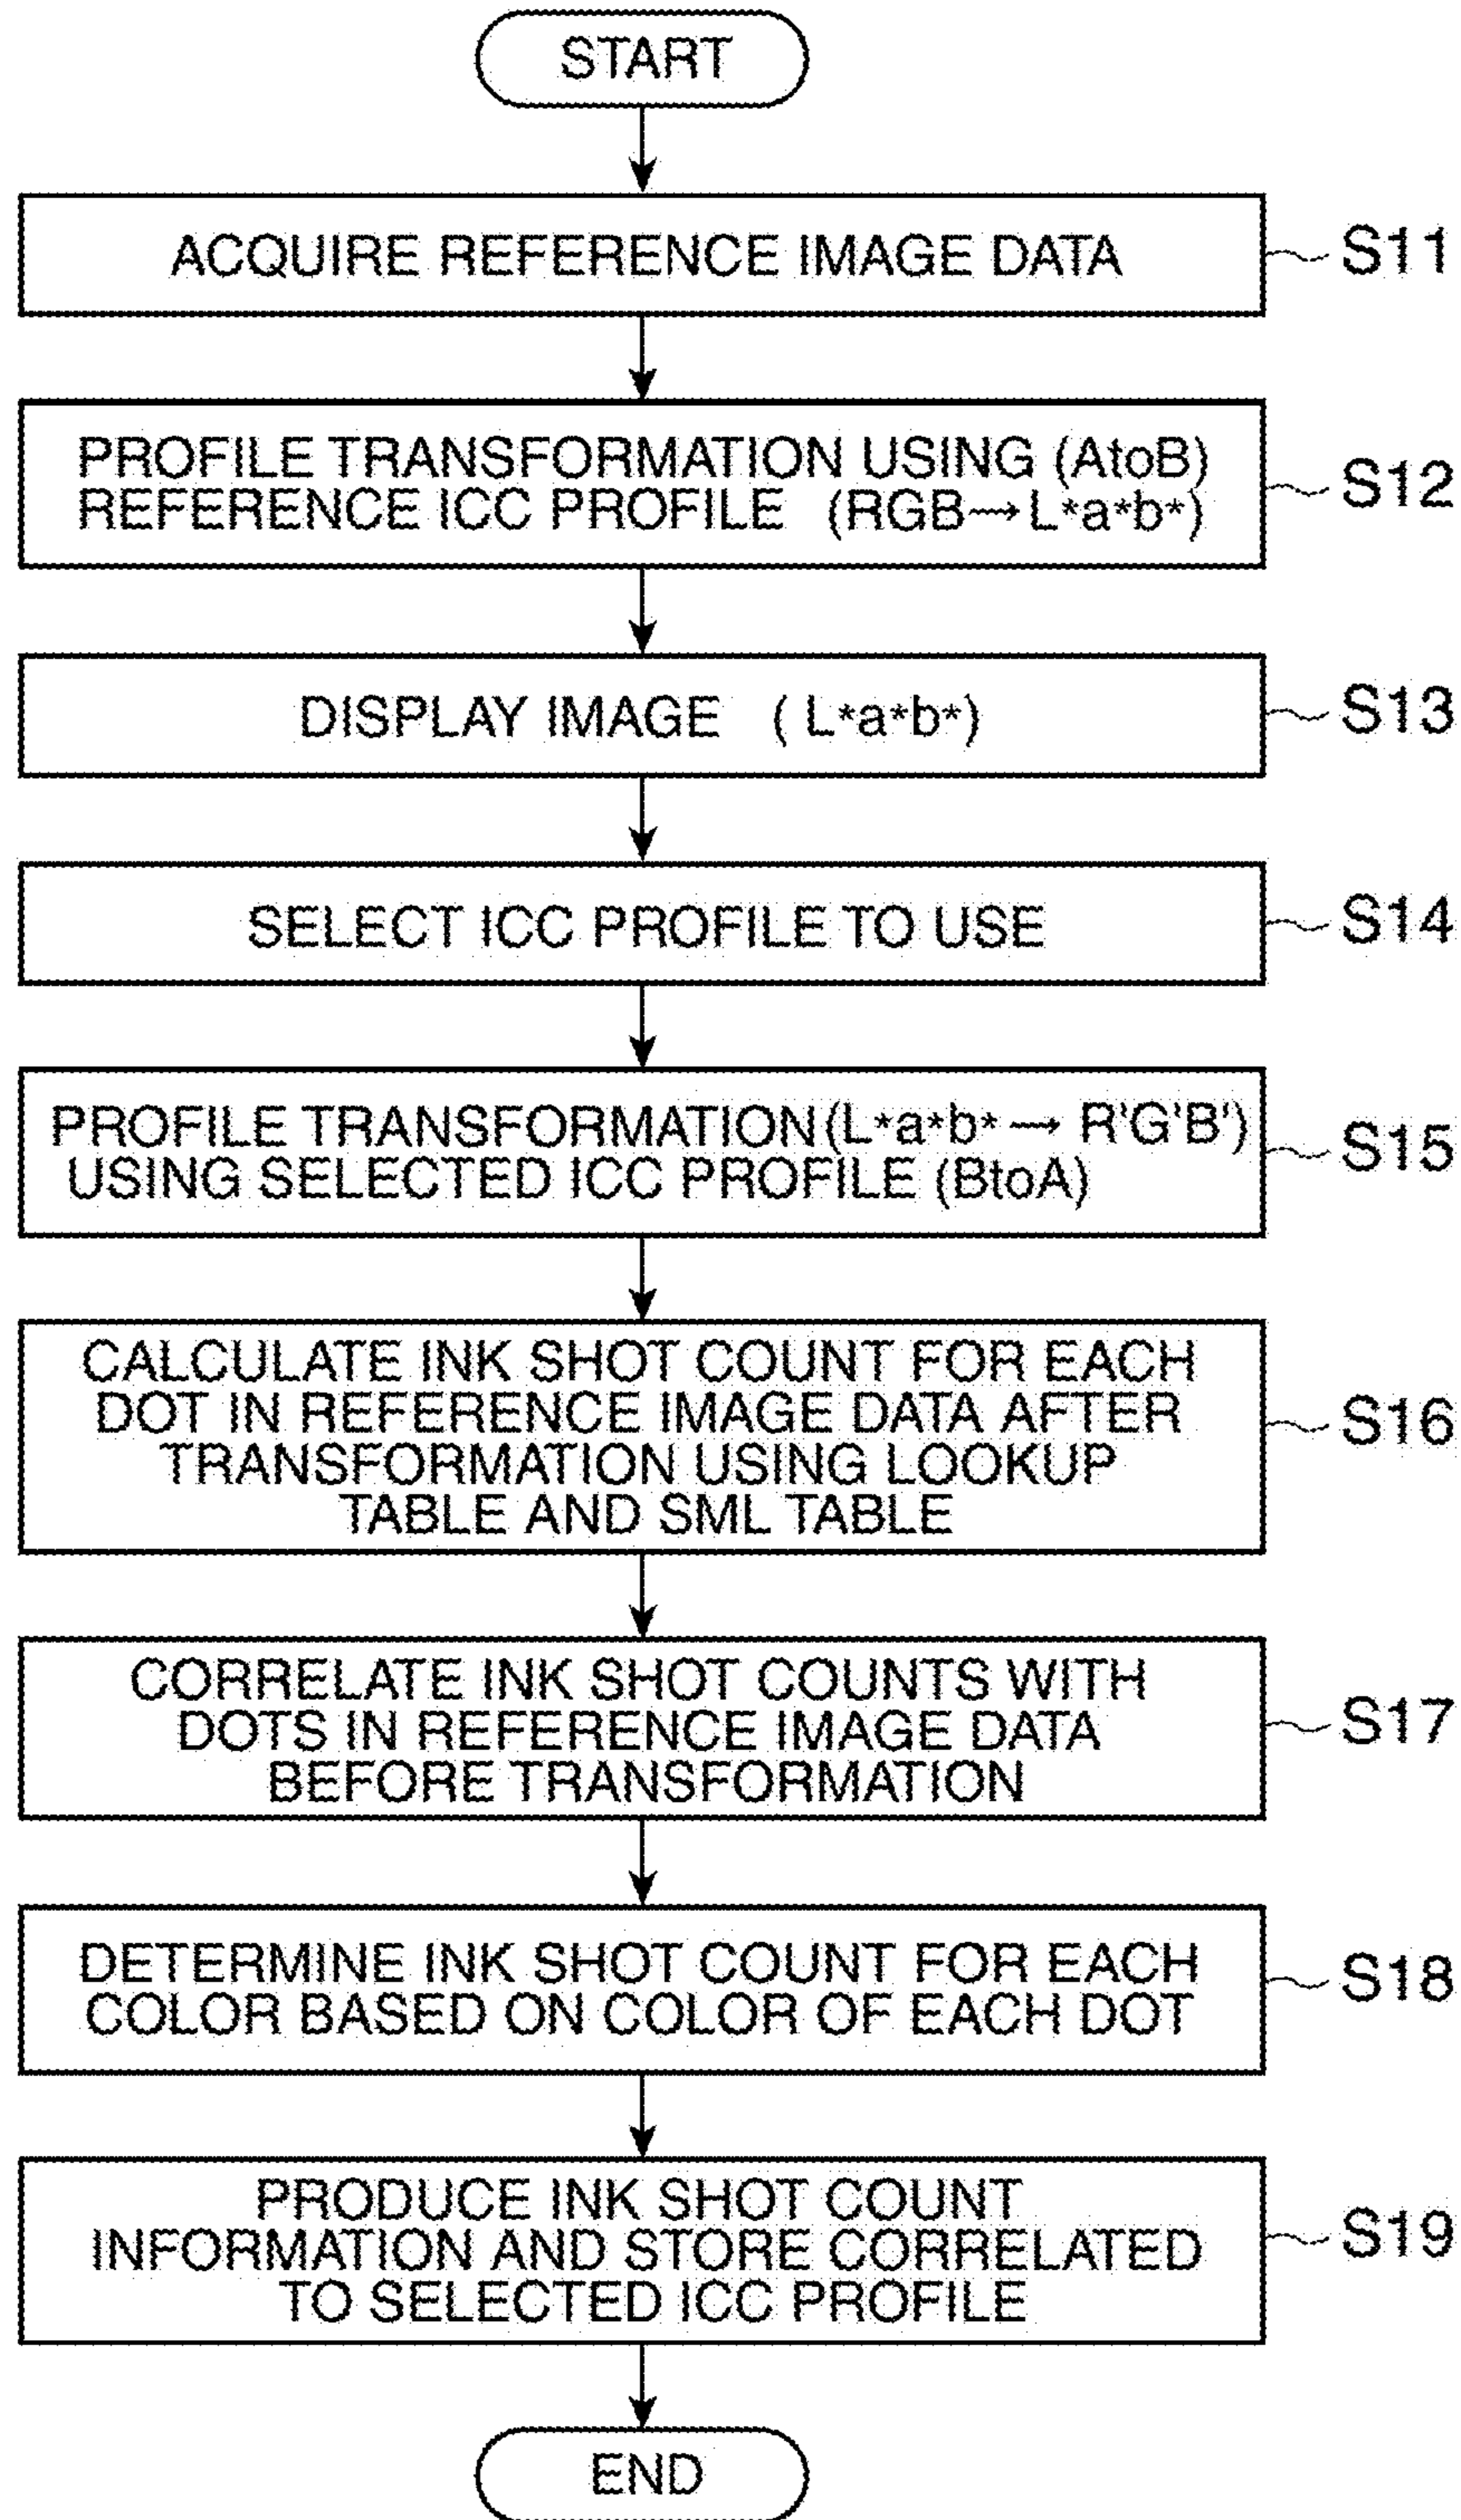 START
ACQUIRE REFERENCE IMAGE DATA
S11
PROFILE TRANSFORMATION USING (AtoB)
REFERENCE ICC PROFILE (RGB→L*a*b*)
S12
DISPLAY IMAGE ( L*a*b*)
S13
SELECT ICC PROFILE TO USE
S14
PROFILE TRANSFORMATION(L*a*b*→ R'G'B')
USING SELECTED ICC PROFILE (BtoA)
S15
CALCULATE INK SHOT COUNT FOR EACH
DOT IN REFERENCE IMAGE DATA AFTER
TRANSFORMATION USING LOOKUP
TABLE AND SML TABLE
S16
CORRELATE INK SHOT COUNTS WITH
DOTS IN REFERENCE IMAGE DATA
BEFORE TRANSFORMATION
S17
DETERMINE INK SHOT COUNT FOR EACH
COLOR BASED ON COLOR OF EACH DOT
S18
PRODUCE INK SHOT COUNT
INFORMATION AND STORE CORRELATED
TO SELECTED ICC PROFILE
S19
END